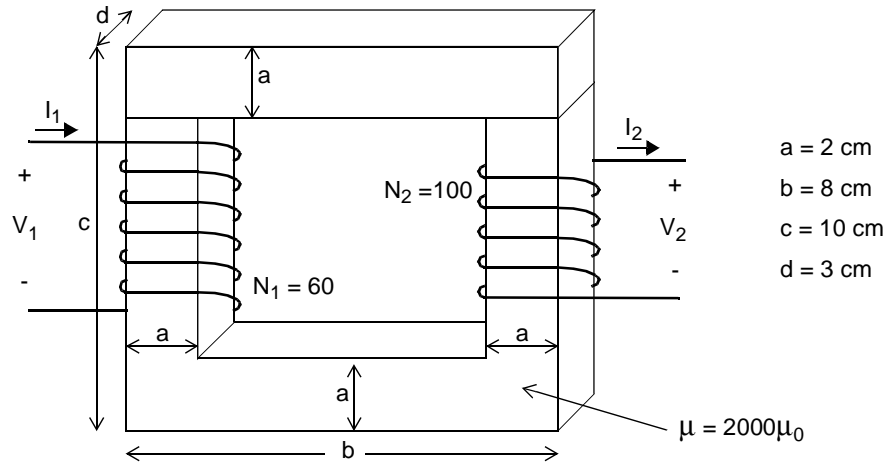 d
a
I1
I2
a = 2 cm
+
N2 =100
+
b = 8 cm
V1
c
V2
c = 10 cm
-
N1 = 60
-
d = 3 cm
a
a
a
μ = 2000μ0
b